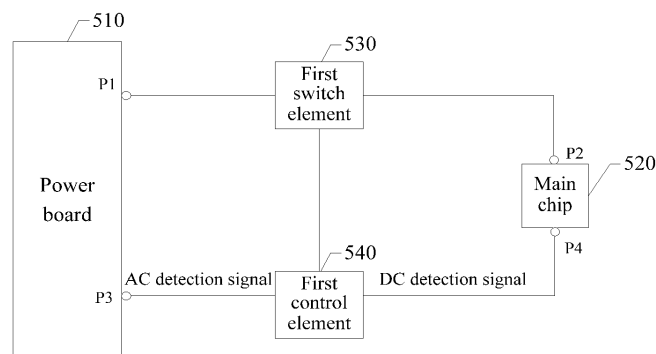 510
530
P1
First
switch
element
P2
520
Main
chip
Power
board
P4
540
AC detection signal
DC detection signal
P3
First
control
element